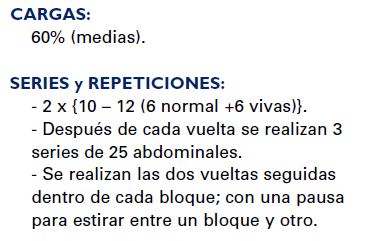 CARGAS:
60% (medias).
SERIES y REPETICIONES:
- 2 x {10 – 12 (6 normal +6 vivas)}.
- Después de cada vuelta se realizan 3
series de 25 abdominales.
- Se realizan las dos vueltas seguidas
dentro de cada bloque; con una pausa
para estirar entre un bloque y otro.